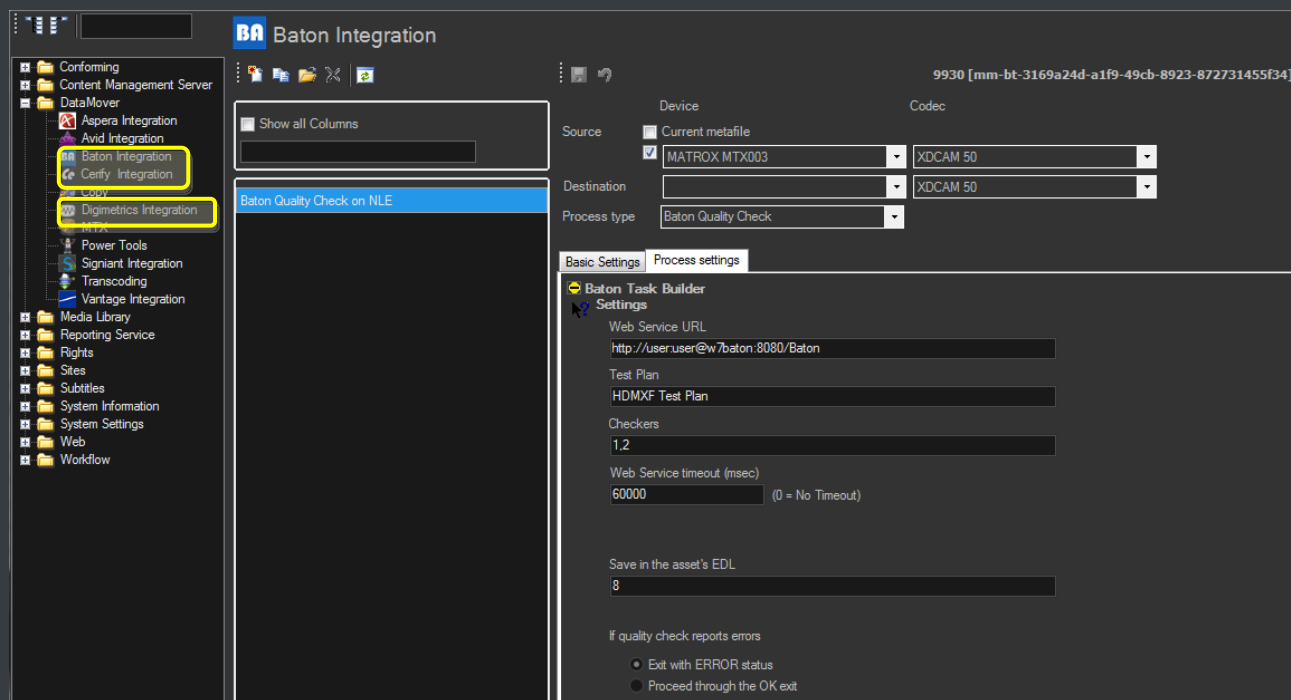 BA Baton Integration
Conforming
Content Management Server
DataMover
Aspera Integration
Avid Integration
Baton Integration
Cerify Integration
Copy
Digimetrics Integration
MTX
Power Tools
Signiant Integration
Transcoding
Vantage Integration
Media Library
Reporting Service
Rights
Sites
Subtitles
System Information
System Settings
Web
Workflow
Show all Columns
Baton Quality Check on NLE
9930 [mm-bt-3169a24d-a1f9-49cb-8923-872731455f34]
Device Codec
Source Current metafile
MATROX MTX003 XDCAM 50
Destination XDCAM 50
Process type Baton Quality Check
Basic Settings Process settings
Baton Task Builder
Settings
Web Service URL
http://user:user@w7baton:8080/Baton
Test Plan
HDMXF Test Plan
Checkers
1,2
Web Service timeout (msec)
60000 (0 = No Timeout)
Save in the asset's EDL
8
If quality check reports errors
Exit with ERROR status
Proceed through the OK exit